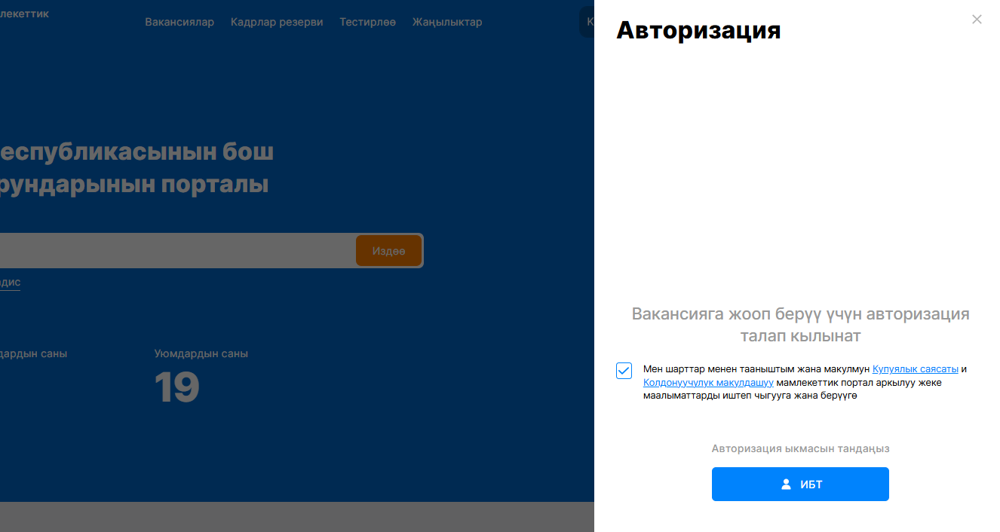 лекеттик
Вакансиялар Кадрлар резерви Тестирлөө Жаңылыктар
еспубликасынын бош
рундарынын порталы
Издөө
адис
дардын саны
Уюмдардын саны
19
Авторизация
Вакансияга жооп берүү үчүн авторизация
талап кылынат
Мен шарттар менен тааныштым жана макулмун Купуялык саясаты и
Колдонуучулук макулдашуу мамлекеттик портал аркылуу жеке
маалыматтарды иштеп чыгууга жана берүүгө
Авторизация ыкмасын тандаңыз
ИБТ